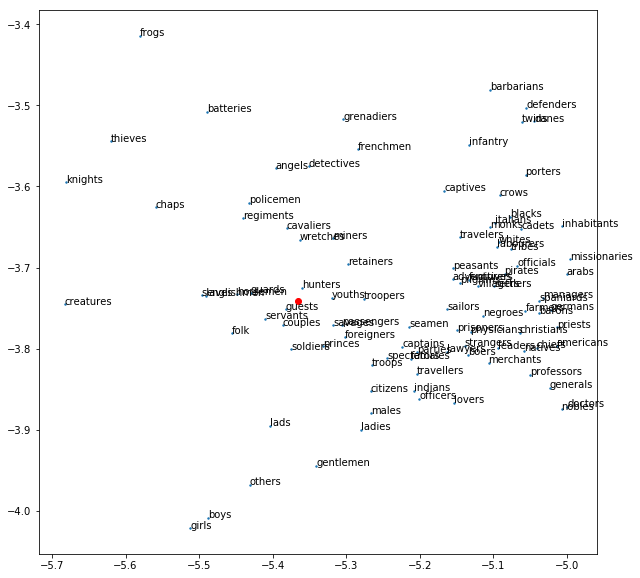 −3.4
frogs
barbarians
batteries
defenders
−3.5
grenadiers
twins
danes
thieves
infantry
frenchmen
angels
detectives
porters
knights
−3.6
captives
crows
policemen
chaps
regiments
blacks
italians
cavaliers
monks
cadets
inhabitants
wretches
miners
travelers
whites
labourers
tribes
missionaries
retainers
officials
−3.7
peasants
pirates
arabs
villagers
hunters
guards
youths
troopers
managers
creatures
spaniards
germans
guests
sailors
farmers
barons
servants
negroes
couples
savages
passengers
seamen
priests
folk
prisoners
physicians
christians
foreigners
soldiers
princes
captains
strangers
leaders
chiefs
americans
−3.8
lawyers
natives
boers
troops
spectators
merchants
travellers
professors
citizens
indians
generals
officers
lovers
males
nobles
doctors
−3.9
lads
ladies
gentlemen
others
−4.0
boys
girls
−5.7 −5.6 −5.5 −5.4 −5.3 −5.2 −5.1 −5.0